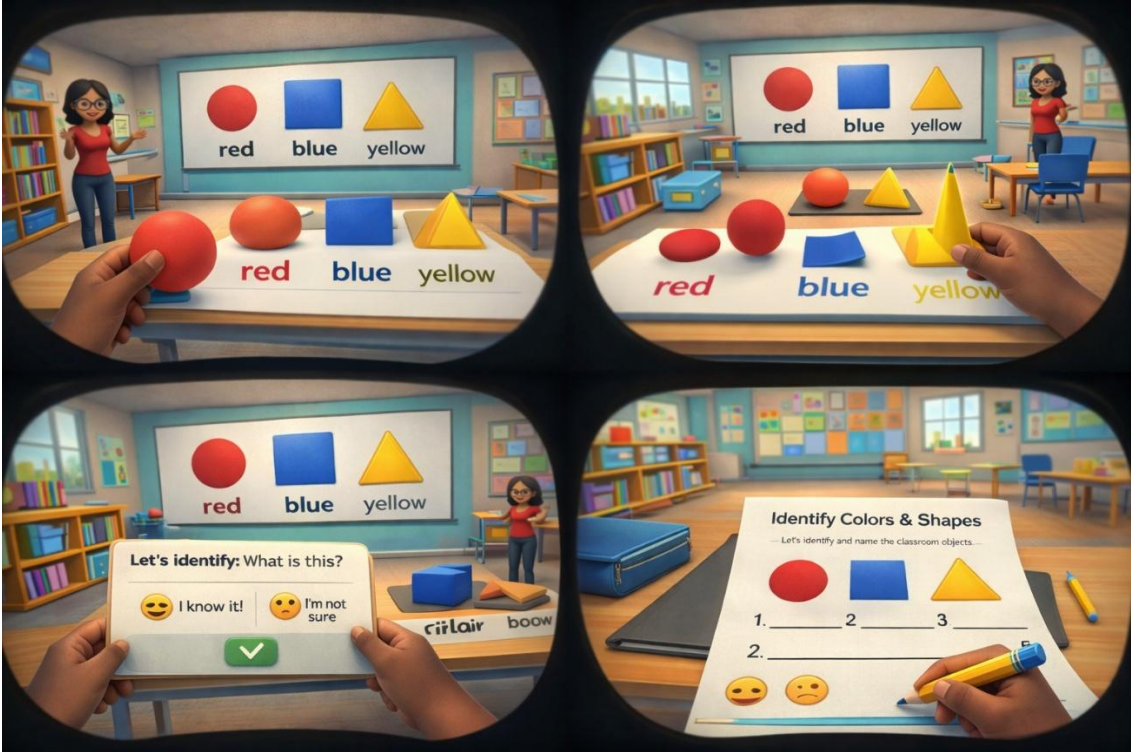 red blue yellow
red blue yellow
red blue yellow
red blue yellow
red blue yellow
Let's identify: What is this?
I know it!
I'm not
sure
boow
Identify Colors & Shapes
Let's identify and name the classroom objects.
1. 2 3.
2.